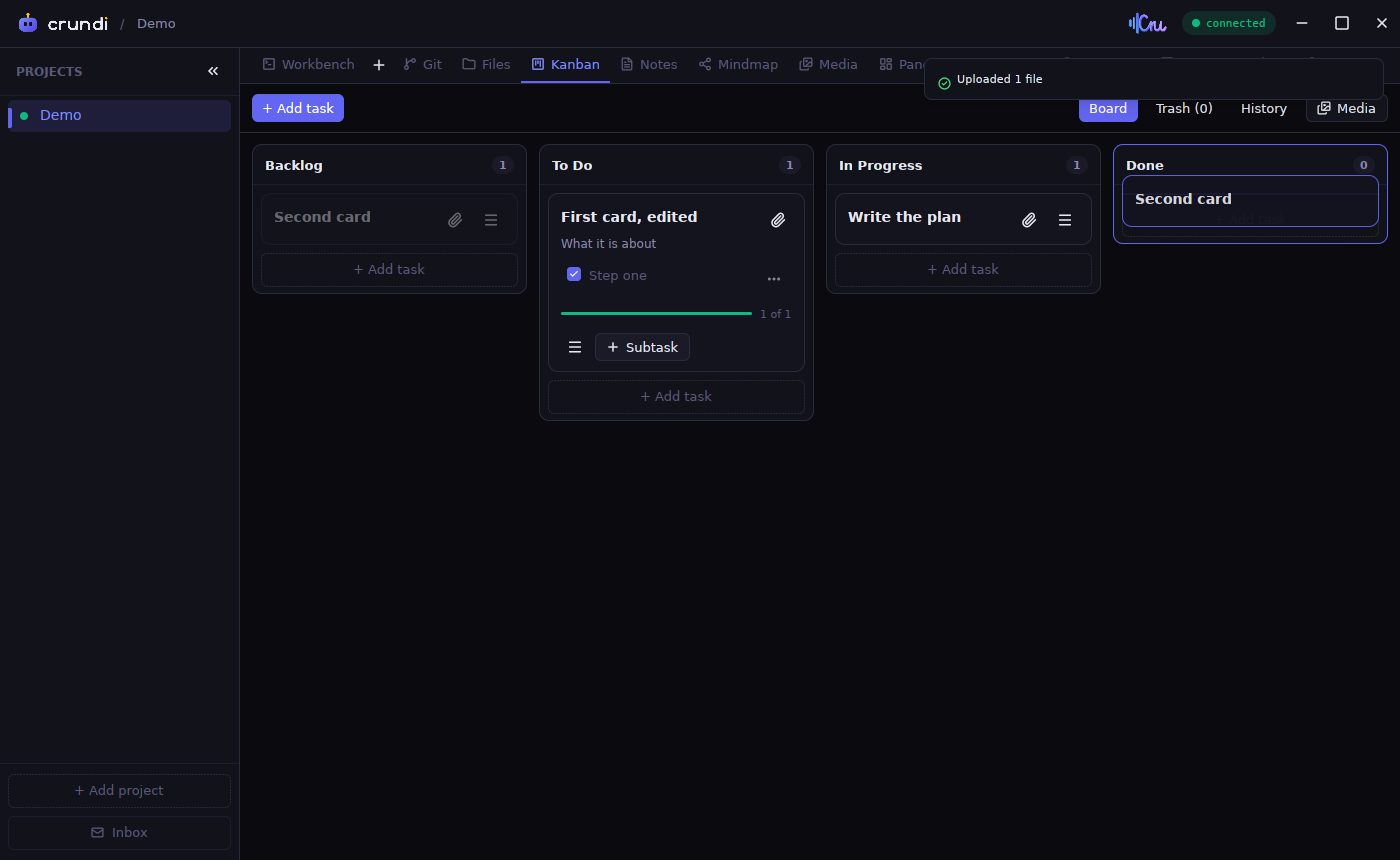 crundi / Demo
Cru
connected
PROJECTS
Demo
+ Add project
Inbox
Workbench
Git
Files
Kanban
Notes
Mindmap
Media
Uploaded 1 file
+ Add task
Board
Trash (0)
History
Media
Backlog 1
Second card
+ Add task
To Do 1
First card, edited
What it is about
Step one
1 of 1
+ Subtask
+ Add task
In Progress 1
Write the plan
+ Add task
Done 0
Second card